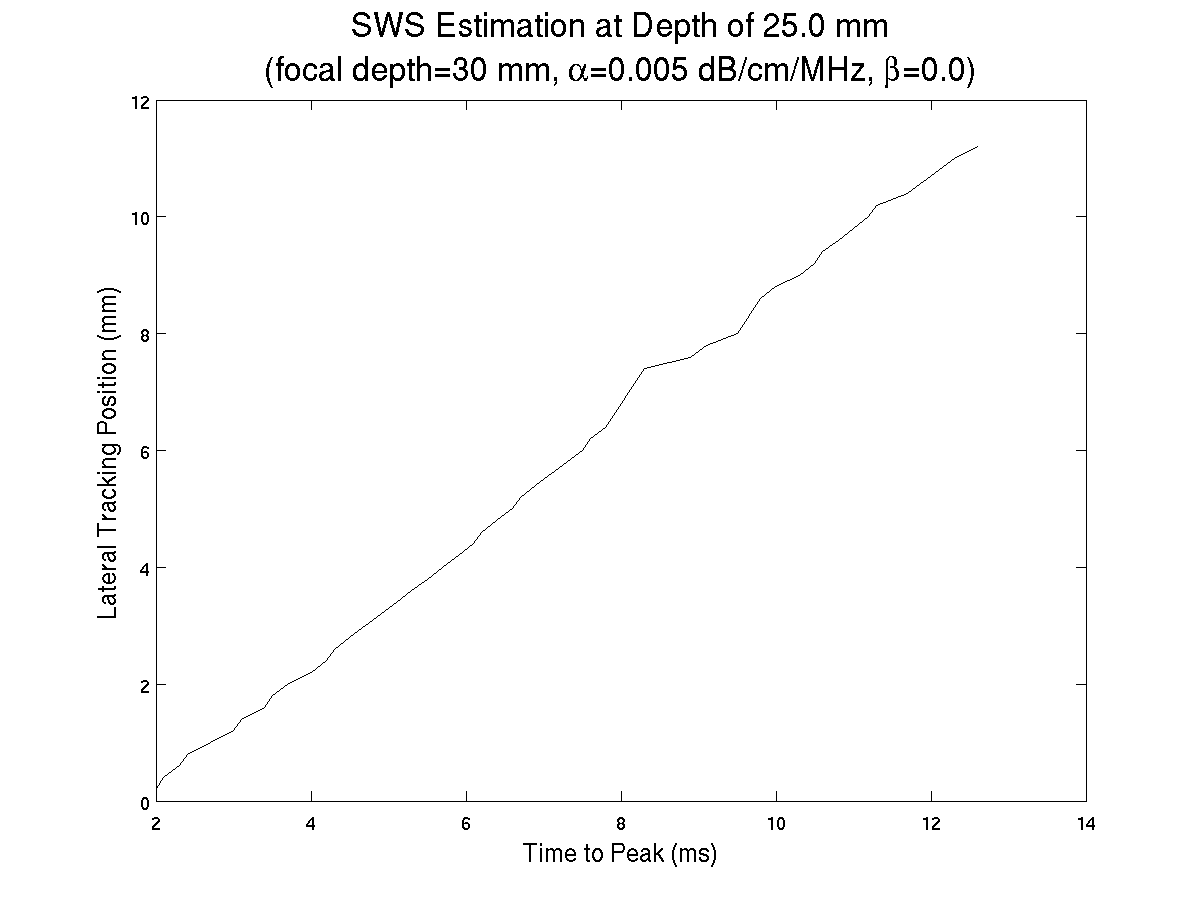 SWS Estimation at Depth of 25.0 mm
(focal depth=30 mm, α=0.005 dB/cm/MHz, β=0.0)
12
10
8
6
4
2
0
Lateral Tracking Position (mm)
2 4 6 8 10 12 14
Time to Peak (ms)